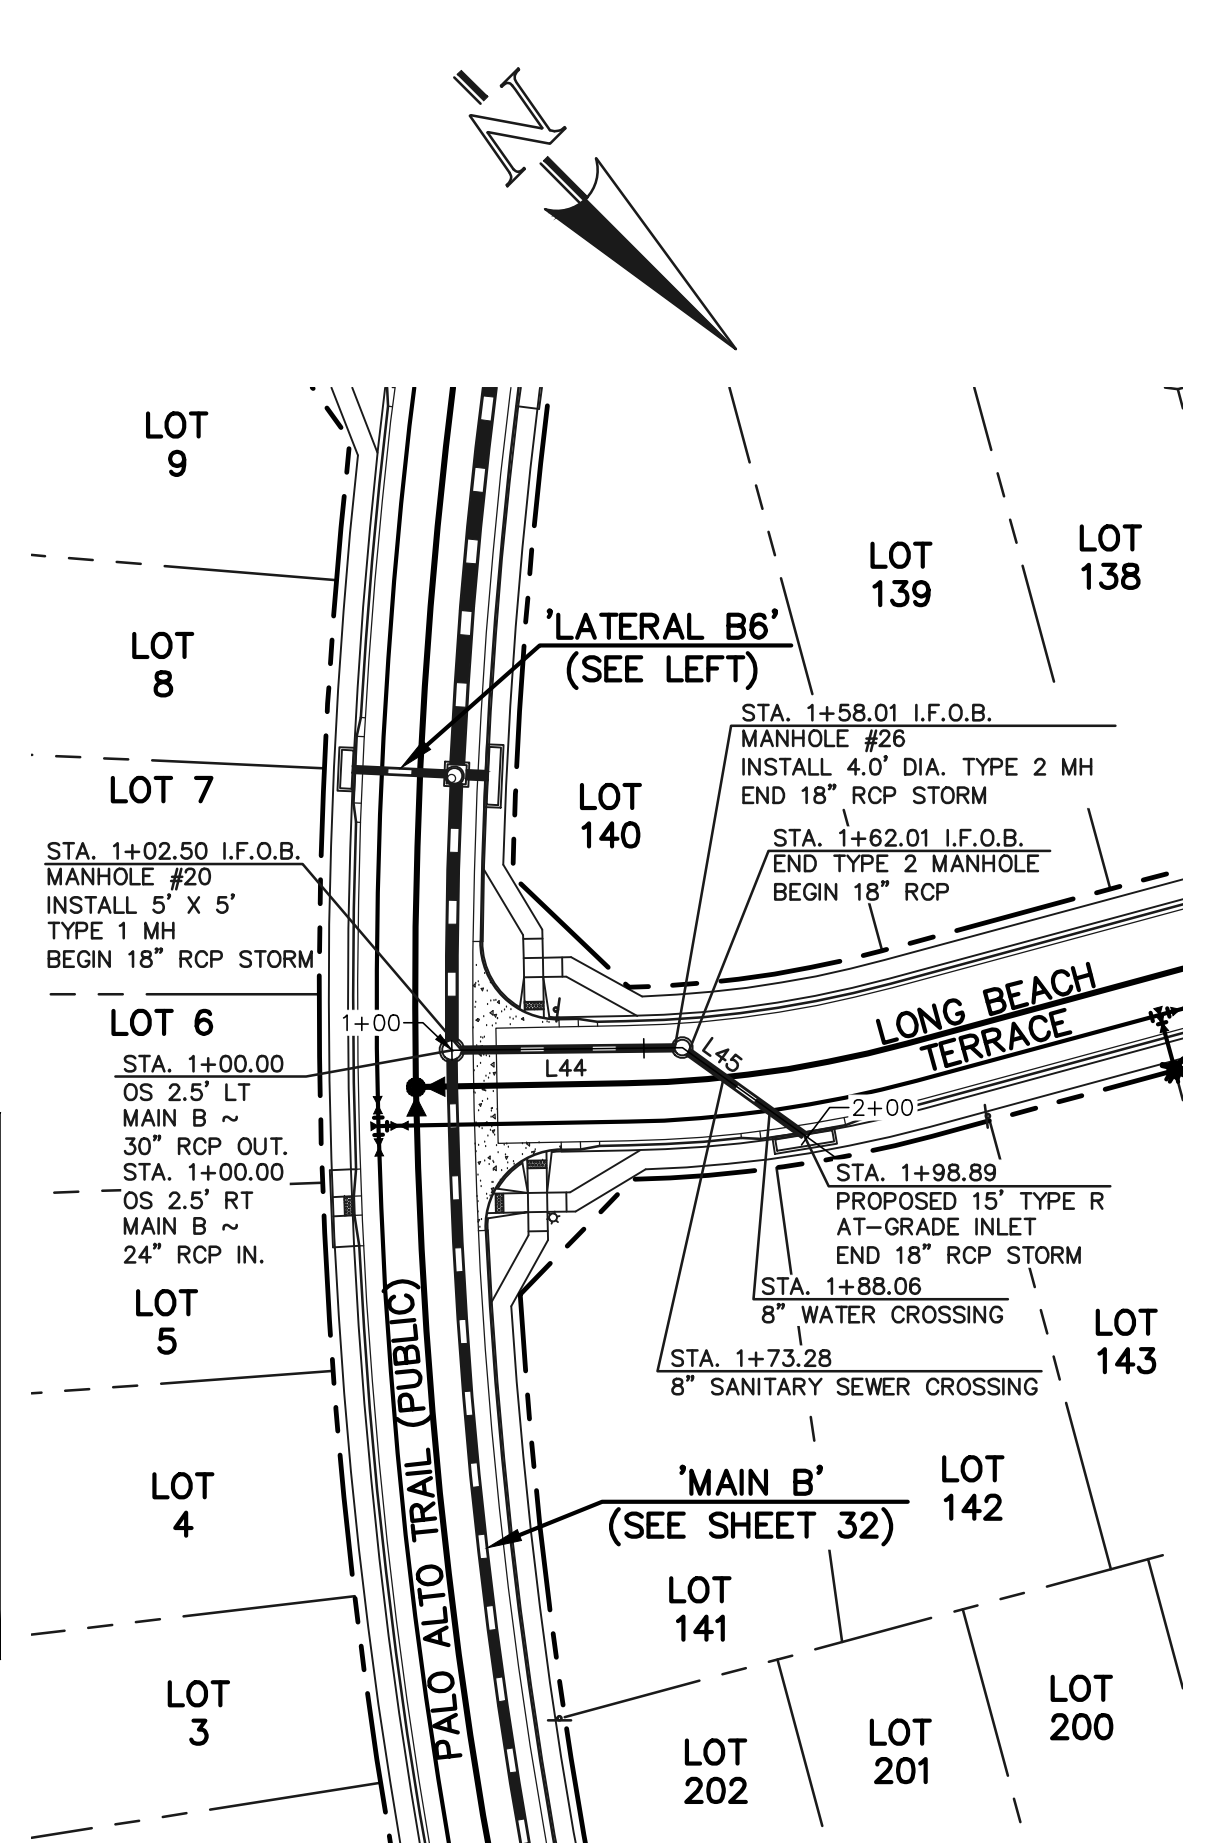 N
LOT
9
LOT
139
LOT
138
'LATERAL B6'
(SEE LEFT)
LOT
8
STA. 1+58.01 I.F.O.B.
MANHOLE #26
INSTALL 4.0' DIA. TYPE 2 MH
END 18" RCP STORM
LOT 7
LOT
140
STA. 1+62.01 I.F.O.B.
END TYPE 2 MANHOLE
BEGIN 18" RCP
STA. 1+02.50 I.F.O.B.
MANHOLE #20
INSTALL 5' X 5'
TYPE 1 MH
BEGIN 18" RCP STORM
LOT 6
1+00
LONG BEACH
TERRACE
L44
L45
2+00
STA. 1+00.00
OS 2.5' LT
MAIN B ~
30" RCP OUT.
STA. 1+00.00
OS 2.5' RT
MAIN B ~
24" RCP IN.
STA. 1+98.89
PROPOSED 15' TYPE R
AT-GRADE INLET
END 18" RCP STORM
STA. 1+88.06
8" WATER CROSSING
STA. 1+73.28
8" SANITARY SEWER CROSSING
LOT
5
LOT
143
PALO ALTO TRAIL (PUBLIC)
LOT
4
'MAIN B'
(SEE SHEET 32)
LOT
142
LOT
141
LOT
3
LOT
202
LOT
201
LOT
200